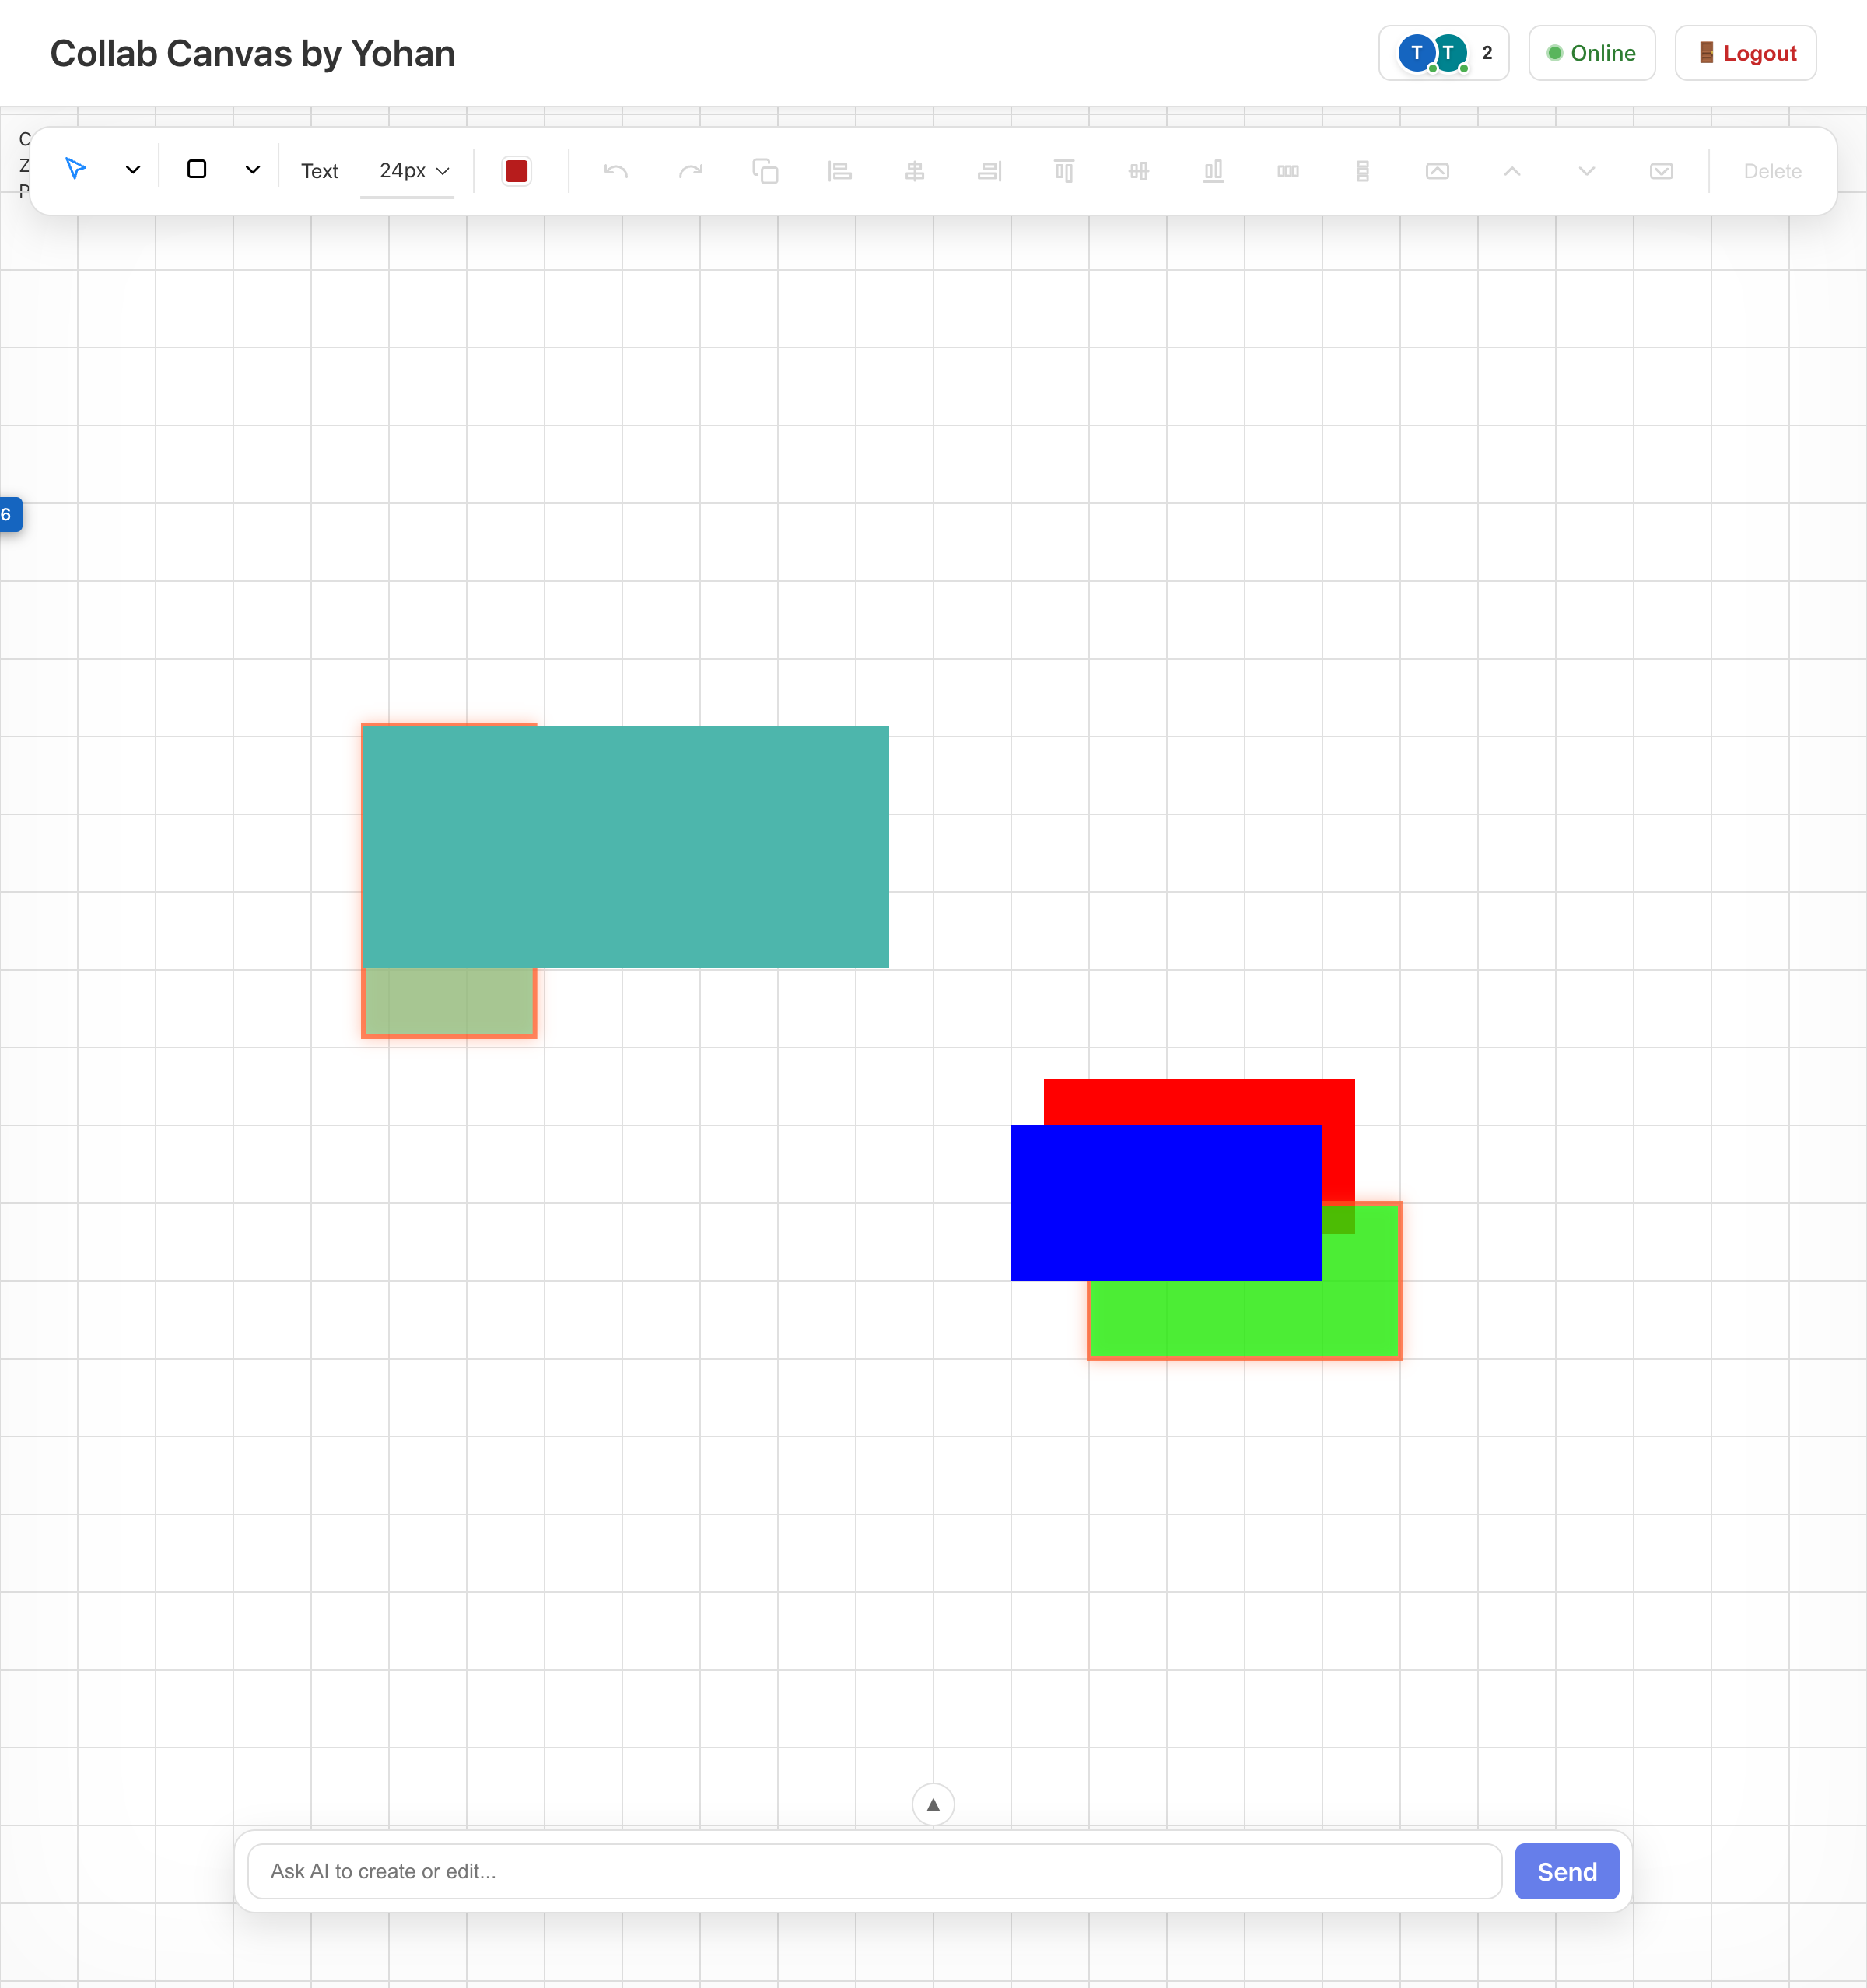 Collab Canvas by Yohan
T T 2
Online
Logout
Text
24px
Delete
6
Ask AI to create or edit...
Send